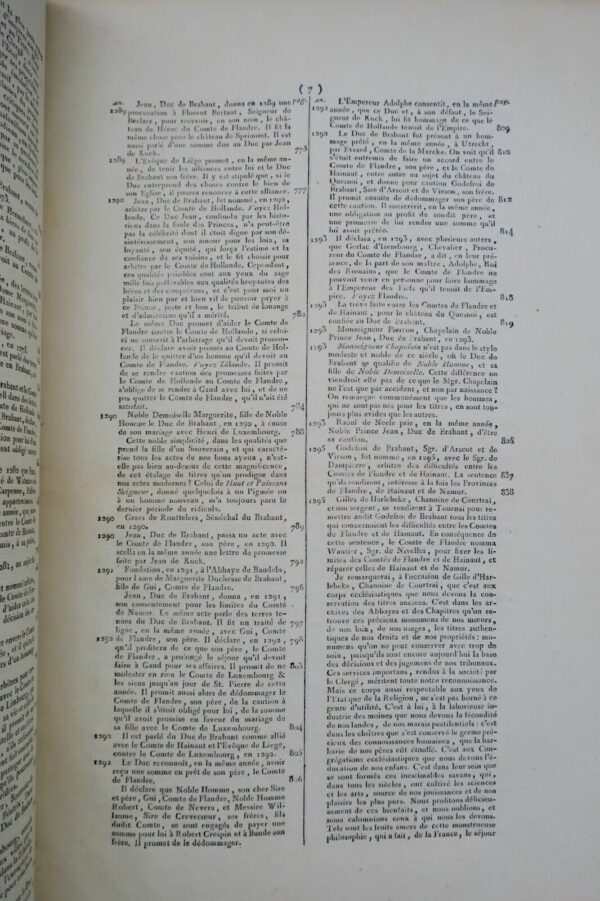 ( 7 )
an. Jean, Duc de Brabant, donna en 1289 une pag.
1289 procuration à Florent Bertaut, Seigneur de
Berlaer, pour recevoir, en son nom, le châ-
teau de du Comte de Flandre. Il fit la
même chose pour le château de Sprimont. Il est
aussi parlé d'une somme due au Duc par Jean
de Kuck. 775
1289 L'Evêque de Liége promet, en la même an-
née, de tenir les alliances entre lui et le Duc
de Brabant son frère. Il y est stipulé que, si le
Duc entreprend des choses contre le bien de
son Eglise, il pourra renoncer à cette alliance. 777
1290 Jean, Duc de Brabant, fut nommé, en 1290,
arbitre par le Comte de Hollande. Voyez Hol-
lande. Ce Duc Jean, confondu par les histo-
riens dans la foule des Princes, n'a peut-être
pas la célébrité dont il étoit digne par son dé-
sintéressement, son amour pour les loix, sa
loyauté, son équité, qui força l'estime et la
confiance de ses voisins, et le fit choisir pour
arbitre par le Comte de Hollande. Cependant,
ces qualités paisibles sont aux yeux du sage
mille fois préférables aux qualités broyantes des
héros et des conquérans, et c'est pour moi un
plaisir bien pur et bien vif de pouvoir payer à
ce Prince, juste et bon, le tribut de louange
et d'admiration qu'il a mérité. 782
Le même Duc promet d'aider le Comte de
Flandre contre le Comte de Hollande, si celui-
ci ne souscrit à l'arbitrage qu'il devoit pronon-
cer. Il déclare avoir promis au Comte de Hol-
lande de le quitter d'un homme qu'il devoit au
Comte de Flandre. Voyez Zélande. Il promit de
se rendre caution des promesses faites par
le Comte de Hollande au Comte de Flandre,
s'oblige de se rendre à Gand avec lui, et de ne
pas quitter le Comte de Flandre, qu'il n'ait été
satisfait. 784
1290 Noble Demoiselle Marguerite, fille de Noble
Homme le Duc de Brabant, en 1290, à cause
de son mariage avec Henri de Luxembourg. 788
Cette noble simplicité, dans les qualités que
prend la fille d'un Souverain, et qui caracté-
rise tous les actes de nos bons ayeux, n'est-
elle pas bien au-dessus de cette magnificence,
de cet étalage de titres qu'on prodigue dans
nos actes modernes? Celui de Haut et Puissans
Seigneur, donné quelquefois à un Pigmée ou
à un homme nouveau, m'a toujours paru le
dernier période du ridicule.
1290 Gerars de Routtelers, Sénéchal du Brabant,
en 1290. 789
1290 Jean, Duc de Brabant, passa un acte avec
le Comte de Flandre, son père, en 1290. Il
scella en la même année une lettre de promesse
faite par Jean de Kuck. 792
1291 Fondation, en 1291, à l'Abbaye de Baudelo,
pour l'ame de Marguerite Duchesse de Brabant,
fille de Gui, Comte de Flandre. 796
Jean, Duc de Brabant, donna, en 1291,
son consentement pour les limites du Comté
de Namur. Le même acte parle des terres te-
nues du Duc de Brabant. Il fit un traité de 797
ligue, en la même année, avec Gui, Comte
1292 de Flandre, son père. Il déclare, en 1292, 798
qu'il profitera de ce que son père, le Comte de
Flandre, a prolongé le séjour qu'il devoit
faire à Gand pour ses affaires. Il promit de ne 803
molester en rien le Comte de Luxembourg &
les siens jusqu'au jour de St. Pierre de cette
année. Il promit aussi alors de dédommager le
Comte de Flandre, son père, de la caution à
laquelle il s'étoit obligé pour lui, de la somme
qu'il avoit promise en faveur du mariage de
sa fille avec le Comte de Luxembourg. 804
1292 Il est parlé du Duc de Brabant comme allié
avec le Comte de Hainaut et l'Evêque de Liege,
contre le Comte de Luxembourg, en 1292. 805
1292 Le Duc reconnoît, en la même année, avoir
reçu une somme en prêt de son père, le Comte
de Flandre. 806
Il déclare que Noble Homme, son cher Sire
et père, Gui, Comte de Flandre, Noble Homme
Robert, Comte de Nevers, et Messire Wil-
laume, Sire de Crevecœur, ses frères, fils
dudit Comte, se sont engagés de payer une
somme pour lui à Robert Crespin et à Baude son
frère. Il promet de le dédommager.
an. L'Empereur Adolphe consentit, en la même pag.
1292 année, que ce Duc et, à son défaut, le Sei-
gneur de Kuck, lui fit hommage de ce que le
Comte de Hollande tenoit de l'Empire. 809
1292 Le Duc de Brabant fut présent à un hom-
mage prêté, en la même année, à Utrecht,
par Evrard, Comte de la Marche. On voit qu'il 810
s'étoit entremis de faire un accord entre le
Comte de Flandre, son père, et le Comte de
Hainaut, entre autre au sujet du château du
Quesnoi, et donne pour caution Godefroi de
Brabant, Sire d'Arscot et de Virson, son frère.
Il promit ensuite de dédommager son père de 812
cette caution. Il souscrivit, en la même année,
une obligation au profit de sondit père, et
une promesse de lui rendre une somme qu'il
lui avoit prêtée. 814
1293 Il déclara, en 1293, avec plusieurs autres,
que Gerlac d'Isembourg, Chevalier, Procu-
reur du Comte de Flandre, a dit, en leur pré-
sence, de la part de son maître, Adolphe, Roi
des Romains, que le Comte de Flandre ne
pouvoit venir en personne pour faire hommage
à l'Empereur des Fiefs qu'il tenoit de l'Em-
pire. Voyez Flandre. 818
1293 La trêve faite entre les Comtes de Flandre et
de Hainaut, pour le château du Quesnoi, est
confiée au Duc de Brabant. 819
1293 Monseigneur Pierron, Chapelain de Noble
Prince Jean, Duc de Brabant, en 1293.
1293 Monseigneur Chapelain n'est pas dans le style
modeste et noble de ce siécle, où le Duc de
Brabant se qualifie de Noble Homme, et sa
fille de Noble Demoiselle. Cette différence ne
viendroit elle pas de ce que le Mgr. Chapelain
ne l'est que par accident, et non par naissance?
On remarque communément que les hommes,
qui ne sont pas nés pour les titres, en sont tou-
jours plus avides que les autres.
1293 Raoul de Neele prie, en la même année,
Noble Prince Jean, Duc de Brabant, d'être
sa caution. 826
1295 Godefroi de Brabant, Sgr. d'Arscot et de
Virson, fut nommé, en 1295, avec le Sgr. de
Dampierre, arbitre des difficultés entre les
Comtes de Flandre et de Hainaut. La sentence 837
qu'ils rendirent, intéresse à la fois les Provinces
de Flandre, de Hainaut et de Namur. 838
1295 Gilles de Harlebeke, Chanoine de Courtrai,
et son sergent, se rendirent à Tournai pour re-
mettre audit Godefroi de Brabant tous les titres
qui concernoient les difficultés entre les Comtes
de Flandre et de Hainaut. En conséquence de
cette sentence, le Comte de Flandre nomma
Wautier, Sgr. de Nivelles, pour fixer les li-
mites des Comtés de Flandre et de Hainaut, et
réparer celles de Hainaut et de Namur.
Je remarquerai, à l'occasion de Gille d'Har-
lebeke, Chanoine de Courtrai, que c'est aux
corps ecclésiastiques que nous devons la con-
servation des titres anciens. C'est dans les ar-
chives des Abbayes et des Chapitres qu'on re-
trouve ces précieux monumens de nos mœurs,
de nos loix, de nos usages, les titres authen-
tiques de nos droits et de nos propriétés: mo-
numens qu'on ne peut conserver avec trop de
soin, puisqu'ils sont encore aujourd'hui la base
des décisions et des jugemens de nos tribunaux.
Ces services importans, rendus à la société par
le Clergé, méritent toute notre reconnoissance.
Mais ce corps aussi respectable aux yeux de
l'Etat que de la Religion, ne s'est pas borné à ce
genre d'utilité. C'est à lui, à la laborieuse in-
dustrie des moines que nous devons la fécondité
de nos landes, de nos marais pestilentiels: c'est
dans les cloîtres que s'est conservé le germe pré-
cieux des connoissances humaines, que la bar-
barie de nos pères eût étouffé. C'est aux Con-
grégations ecclésiastiques que nous devons l'é-
ducation de nos enfans. C'est dans leur sein que
se sont formés ces inestimables savans, qui,
dans tous les siécles, ont cultivé les sciences
et les arts, source de nos jouissances et de nos
plaisirs les plus purs. Nous profitons délicieu-
sement de ces bienfaits, et nous oublions, et
nous calomnions ceux à qui nous les devons.
Tels sont les fruits amers de cette monstrueuse
philosophie, qui a fait, de la France, le séjour